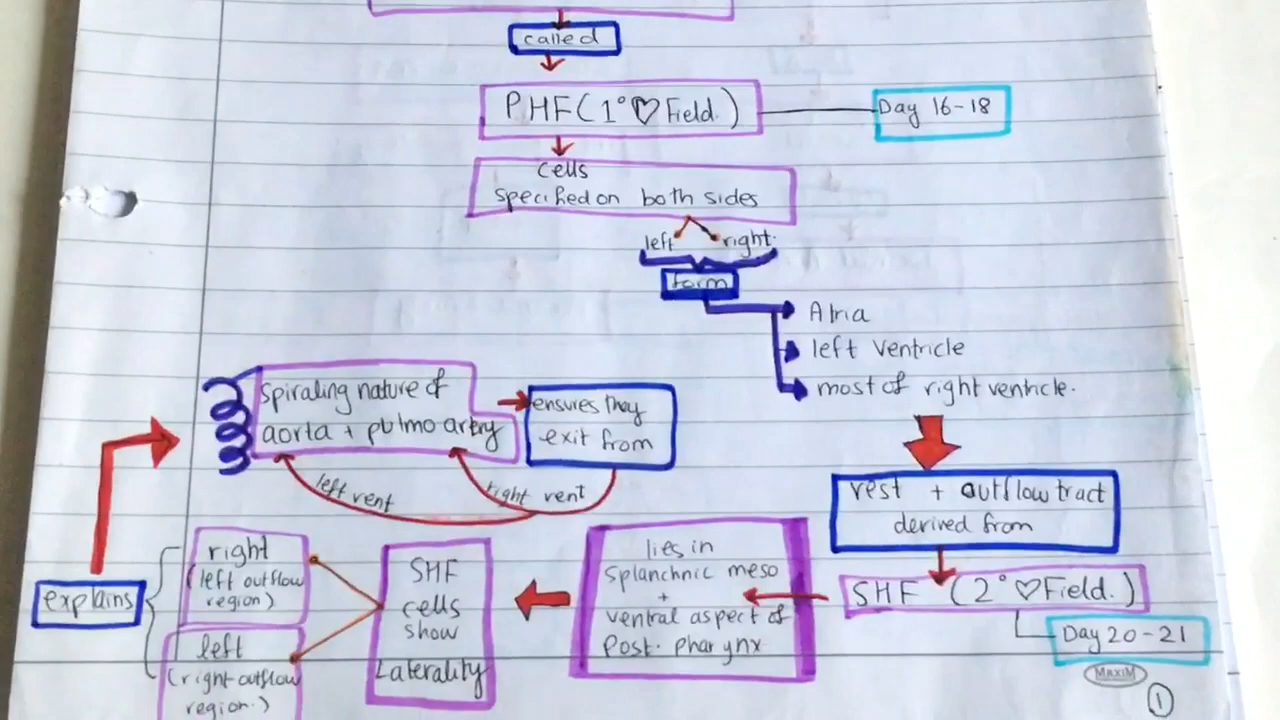 called
PHF (1° ♡ Field.)
Day 16-18
cells
specified on both sides
left right.
form
Atria
left ventricle
most of right ventricle.
rest + outflow tract
derived from
SHF (2° ♡ Field.)
Day 20-21
lies in
splanchnic meso
+
ventral aspect of
Post. pharynx
SHF
cells
show
Laterality
right
(left outflow
region)
left
(right outflow
region.)
explains
Spiraling nature of
aorta + pulmo artery
ensures they
exit from
left vent
right vent
MAXIM
1